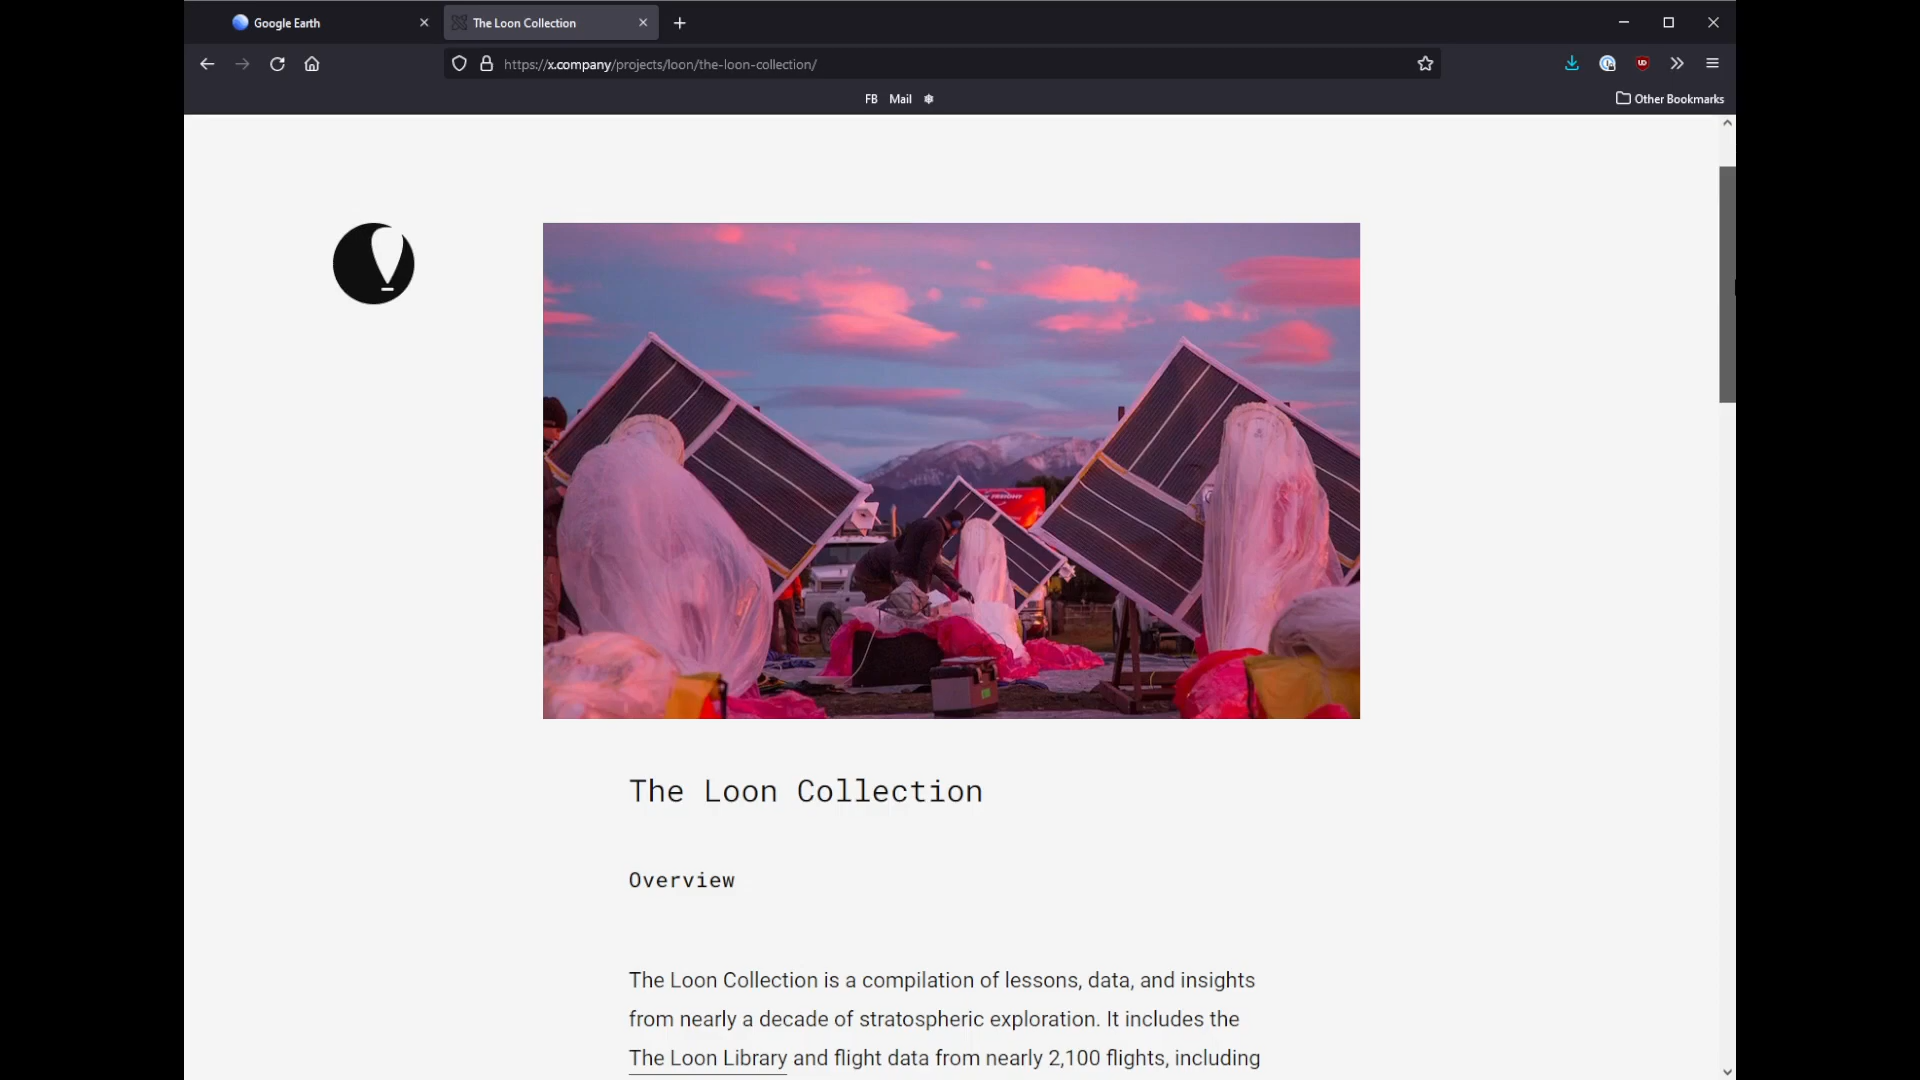 Google Earth
The Loon Collection
https://x.company/projects/loon/the-loon-collection/
FB Mail
Other Bookmarks
The Loon Collection
Overview
The Loon Collection is a compilation of lessons, data, and insights
from nearly a decade of stratospheric exploration. It includes the
The Loon Library and flight data from nearly 2,100 flights, including